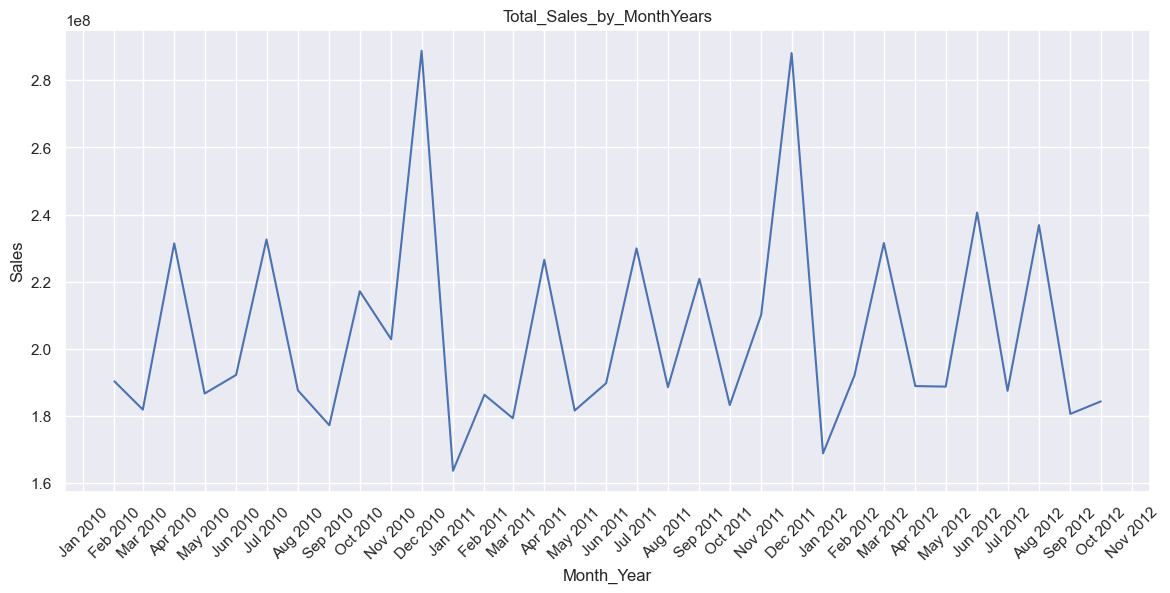 Total_Sales_by_MonthYears
1e8
2.8
2.6
2.4
2.2
2.0
1.8
1.6
Sales
Jan 2010
Feb 2010
Mar 2010
Apr 2010
May 2010
Jun 2010
Jul 2010
Aug 2010
Sep 2010
Oct 2010
Nov 2010
Dec 2010
Jan 2011
Feb 2011
Mar 2011
Apr 2011
May 2011
Jun 2011
Jul 2011
Aug 2011
Sep 2011
Oct 2011
Nov 2011
Dec 2011
Jan 2012
Feb 2012
Mar 2012
Apr 2012
May 2012
Jun 2012
Jul 2012
Aug 2012
Sep 2012
Oct 2012
Nov 2012
Month_Year